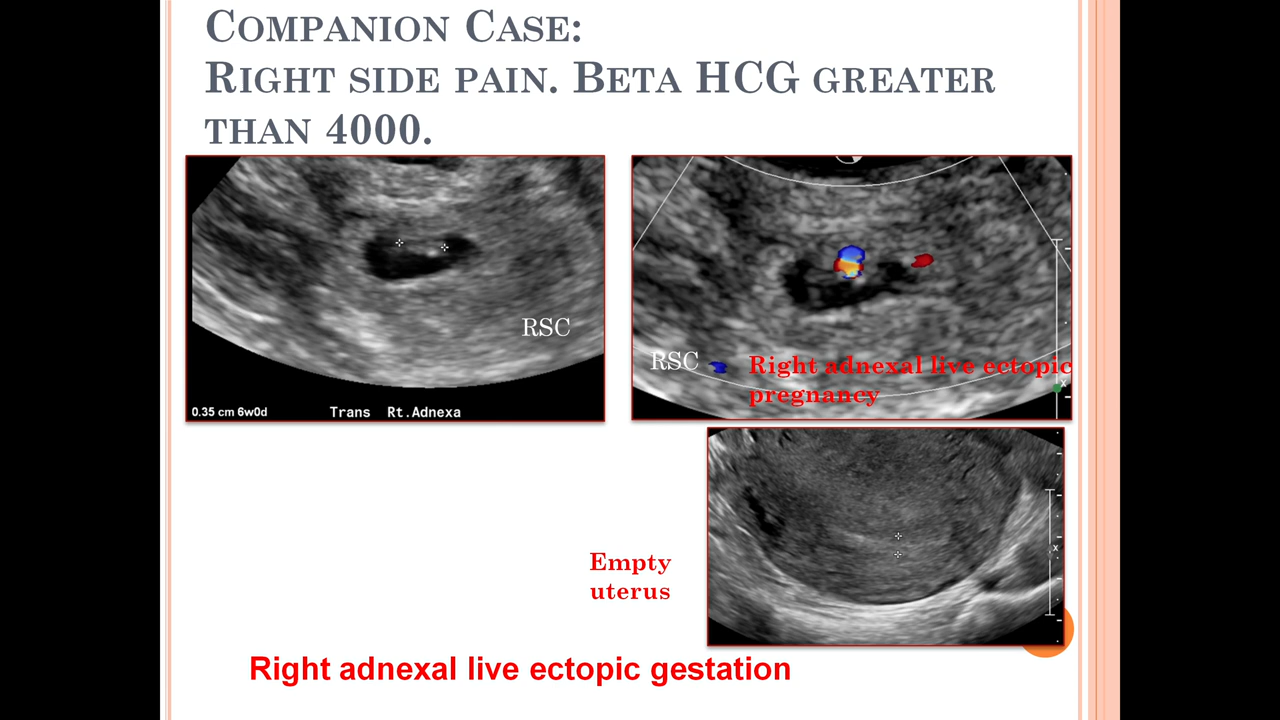 Companion Case:
Right side pain. Beta HCG greater
than 4000.
RSC
0.35 cm 6w0d
Trans Rt.Adnexa
RSC
Right adnexal live ectopic
pregnancy
x
Empty
uterus
x
Right adnexal live ectopic gestation